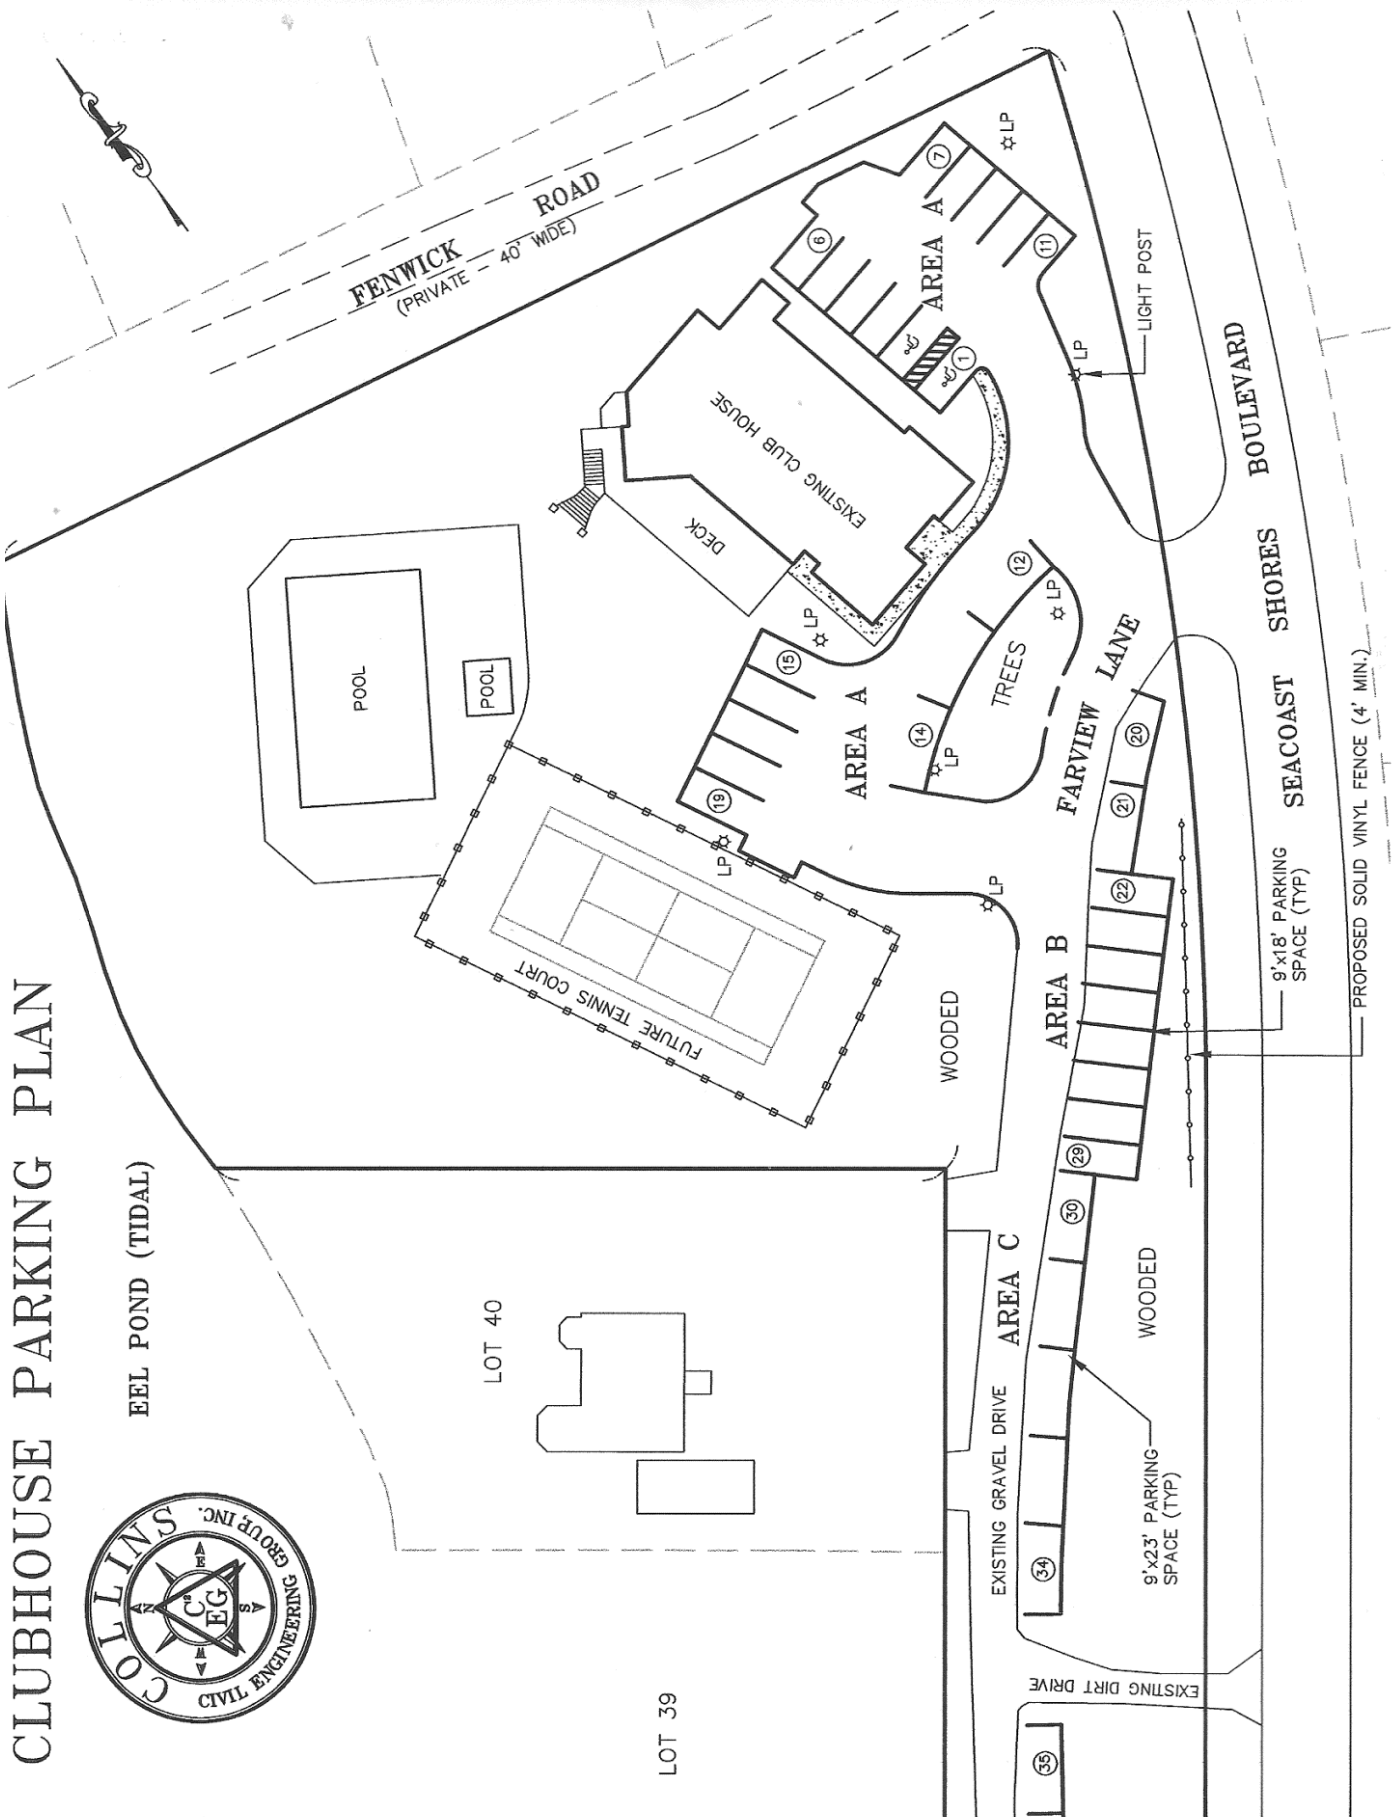 CLUBHOUSE PARKING PLAN
EEL POND (TIDAL)
COLLINS
CIVIL ENGINEERING GROUP, INC.
N
E
S
W
C²
EG
FENWICK ROAD
(PRIVATE - 40' WIDE)
LP
7
AREA A
6
11
LIGHT POST
LP
1
EXISTING CLUB HOUSE
DECK
BOULEVARD
SHORES
SEACOAST
POOL
POOL
LP
15
12
LP
TREES
14
LP
AREA A
19
LP
FARVIEW LANE
20
21
22
LP
FUTURE TENNIS COURT
WOODED
AREA B
9'x18' PARKING
SPACE (TYP)
PROPOSED SOLID VINYL FENCE (4' MIN.)
29
30
LOT 40
AREA C
WOODED
EXISTING GRAVEL DRIVE
9'x23' PARKING
SPACE (TYP)
34
EXISTING DIRT DRIVE
LOT 39
35